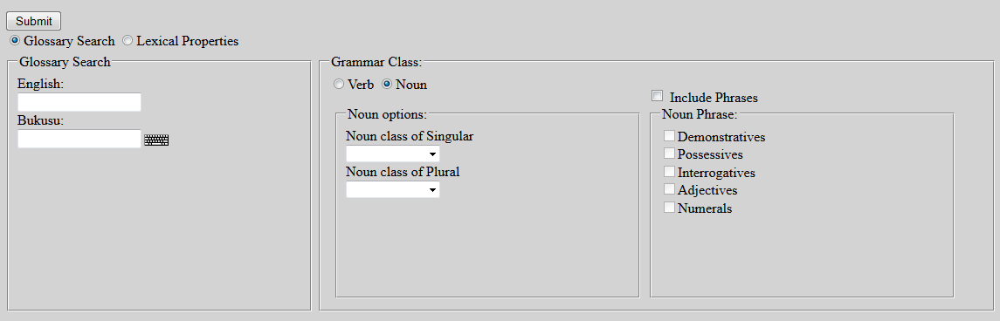 Submit
Glossary Search Lexical Properties
Glossary Search
English:
Bukusu:
Grammar Class:
Verb Noun
Noun options:
Noun class of Singular
Noun class of Plural
Include Phrases
Noun Phrase:
Demonstratives
Possessives
Interrogatives
Adjectives
Numerals